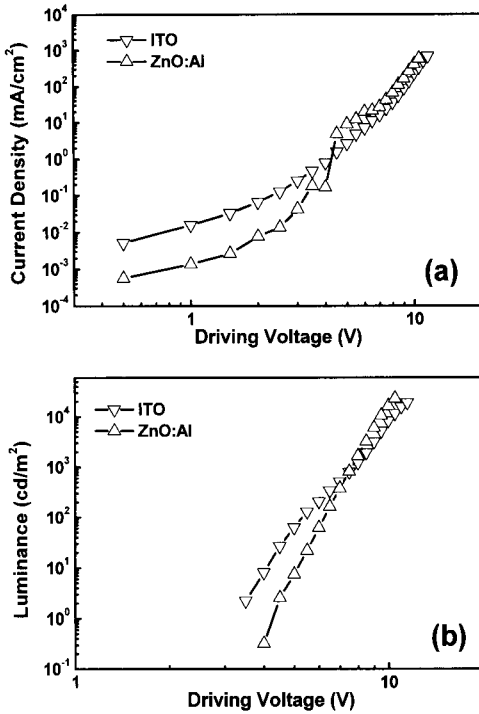 ITO
ZnO:Al
Current Density (mA/cm²)
10⁴
10³
10²
10¹
10⁰
10⁻¹
10⁻²
10⁻³
10⁻⁴
(a)
1
10
Driving Voltage (V)
ITO
ZnO:Al
Luminance (cd/m²)
10⁴
10³
10²
10¹
10⁰
10⁻¹
(b)
1
10
Driving Voltage (V)